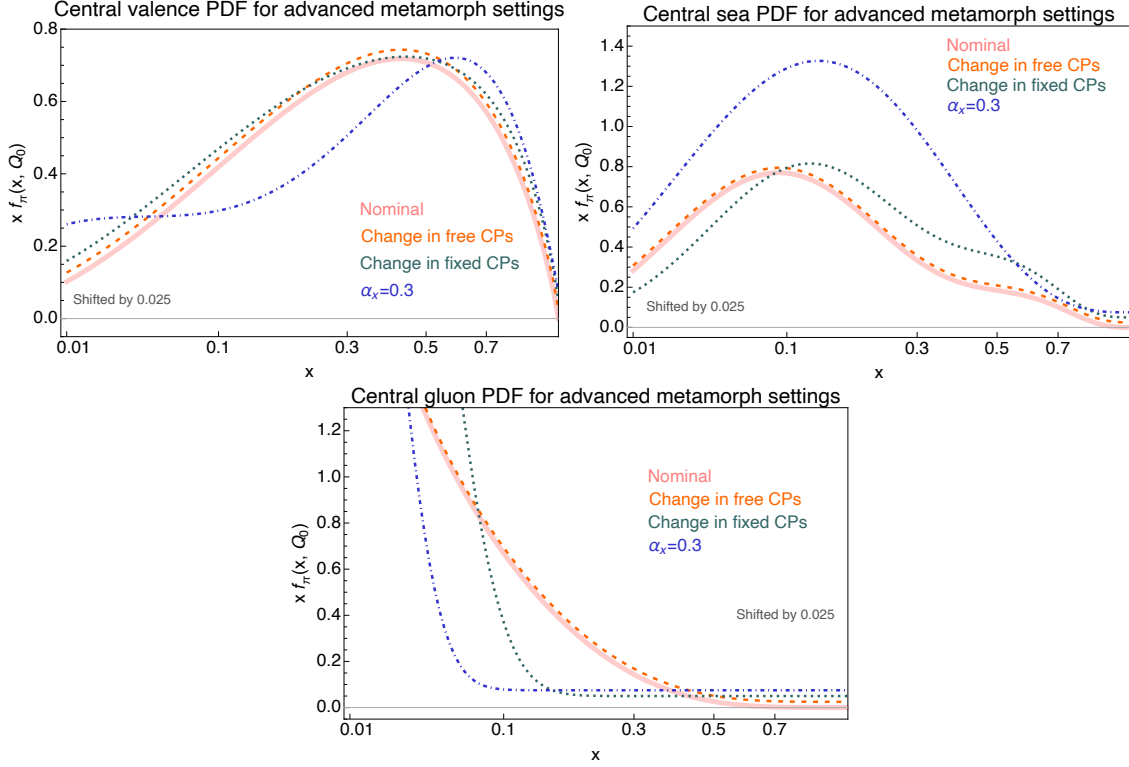 Central valence PDF for advanced metamorph settings
0.8
0.6
0.4
0.2
0.0
x f_π(x, Q_0)
Nominal
Change in free CPs
Change in fixed CPs
α_x=0.3
Shifted by 0.025
0.01
0.1
0.3
0.5
0.7
x
Central sea PDF for advanced metamorph settings
1.4
1.2
1.0
0.8
0.6
0.4
0.2
0.0
x f_π(x, Q_0)
Nominal
Change in free CPs
Change in fixed CPs
α_x=0.3
Shifted by 0.025
0.01
0.1
0.3
0.5
0.7
x
Central gluon PDF for advanced metamorph settings
1.2
1.0
0.8
0.6
0.4
0.2
0.0
x f_π(x, Q_0)
Nominal
Change in free CPs
Change in fixed CPs
α_x=0.3
Shifted by 0.025
0.01
0.1
0.3
0.5
0.7
x